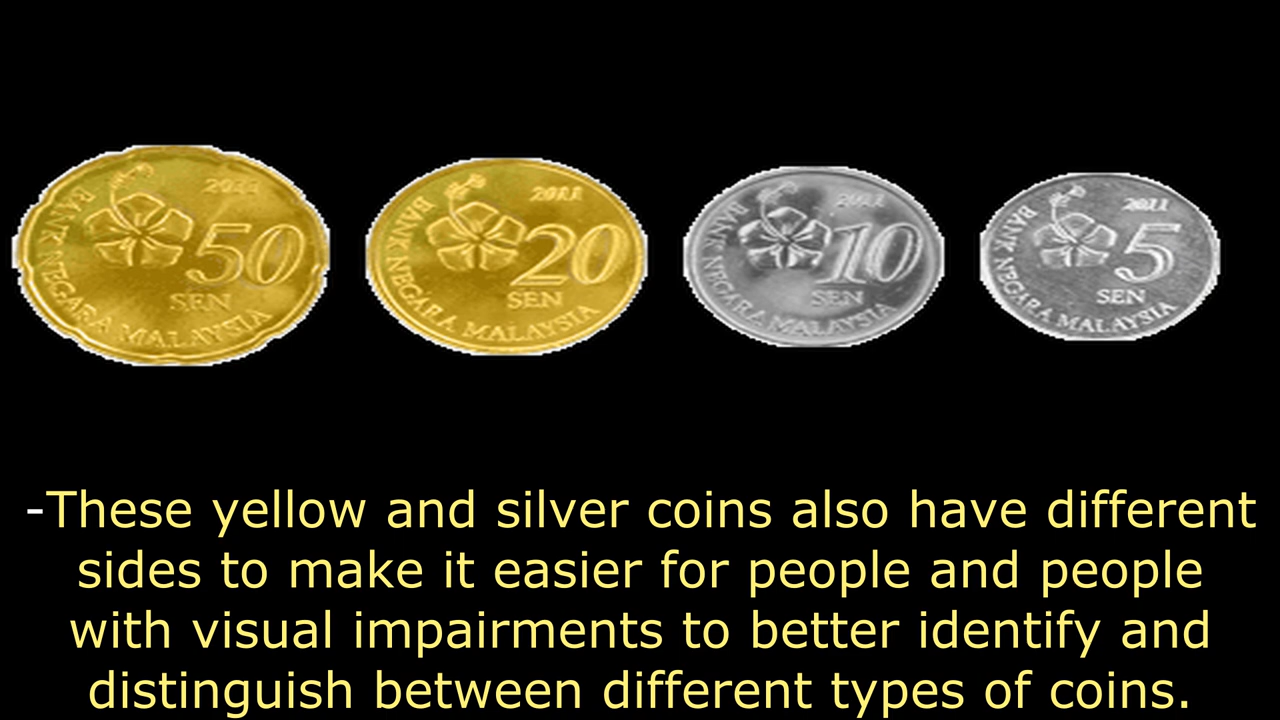 2011
50
SEN
BANK NEGARA MALAYSIA
2011
20
SEN
BANK NEGARA MALAYSIA
2011
10
SEN
BANK NEGARA MALAYSIA
2011
5
SEN
BANK NEGARA MALAYSIA
-These yellow and silver coins also have different
sides to make it easier for people and people
with visual impairments to better identify and
distinguish between different types of coins.